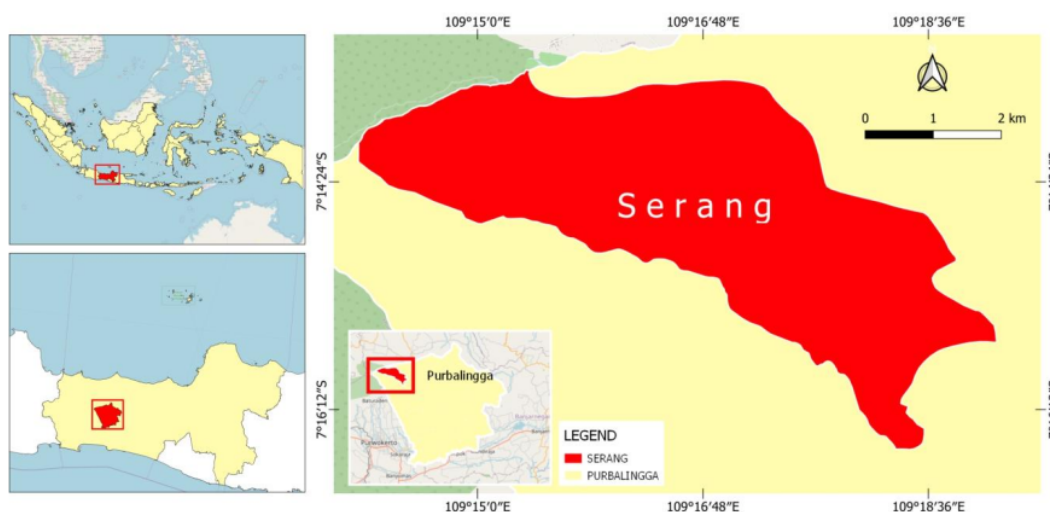 109°15′0″E
109°16′48″E
109°18′36″E
0
1
2 km
7°14′24″S
Serang
7°16′12″S
Purbalingga
Purwokerto
LEGEND
SERANG
PURBALINGGA
109°15′0″E
109°16′48″E
109°18′36″E